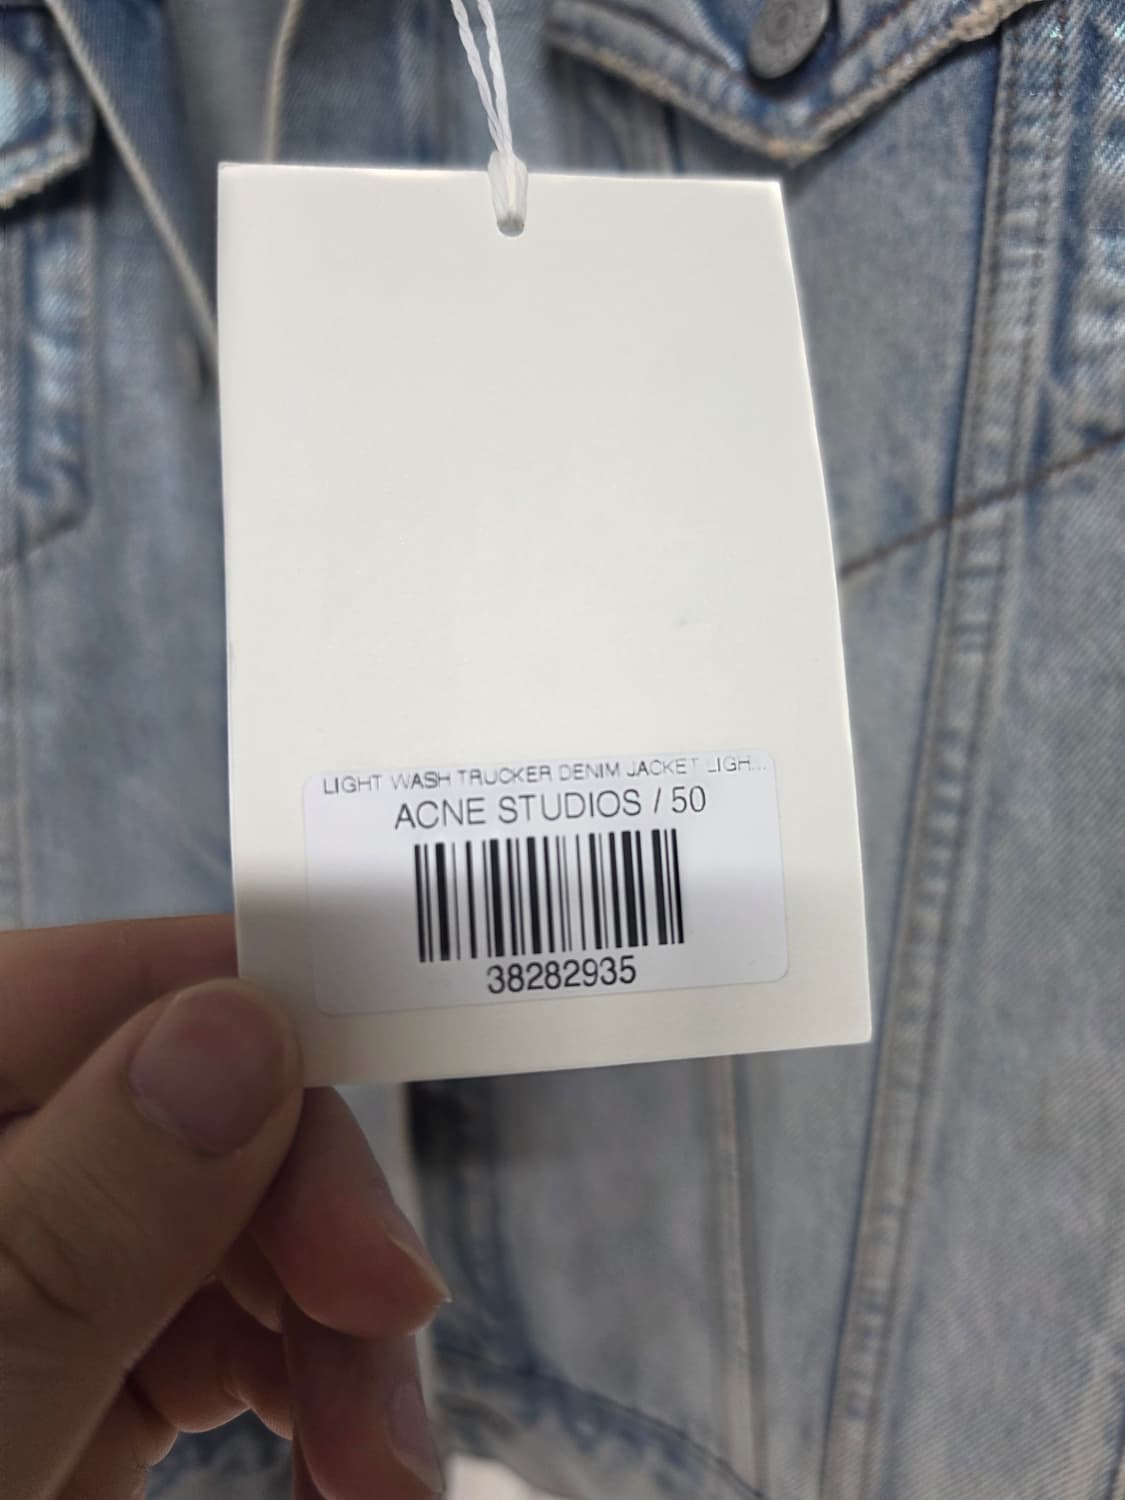 LIGHT WASH TRUCKER DENIM JACKET LIGH...
ACNE STUDIOS / 50
38282935